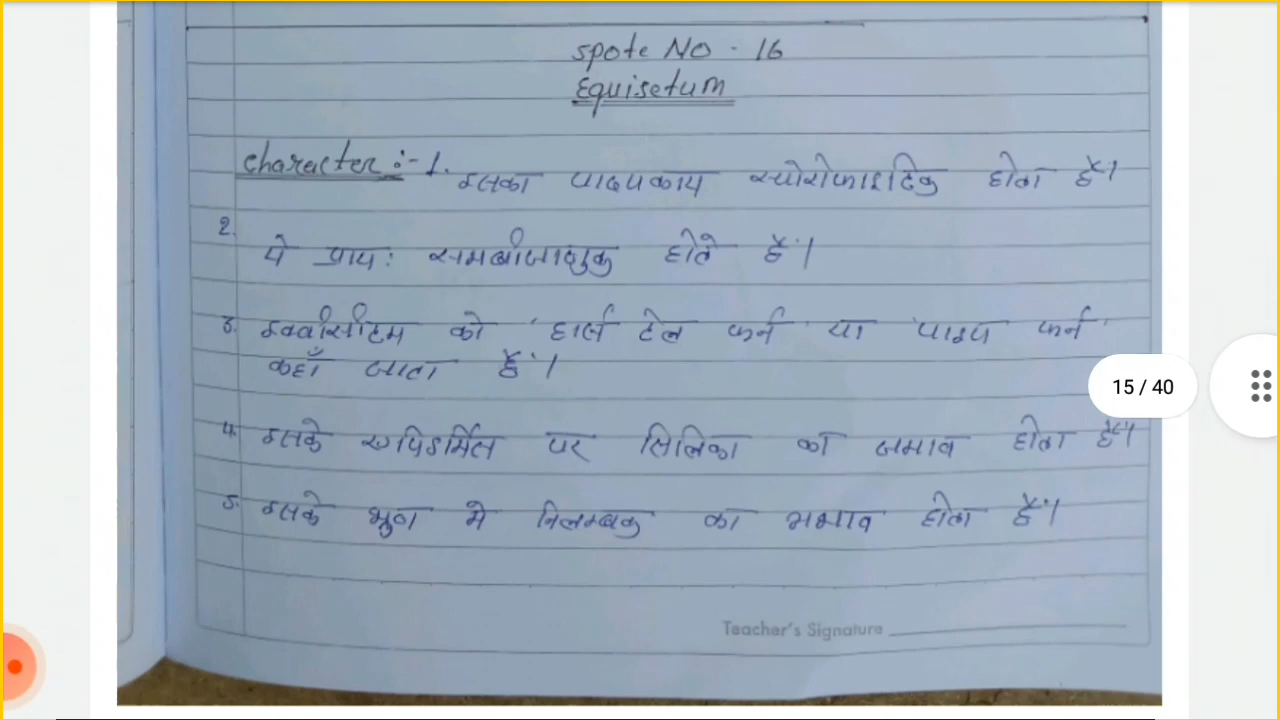 Spote No - 16
Equisetum
Character :- 1. इसका पादपकाय स्पोरोफाइटिक होता हैं।
2. ये प्रायः समबीजाणुक होते हैं।
3. इक्वीसीटम को 'हार्स टेल फर्न' या 'पाइप फर्न'
कहाँ जाता हैं।
4. इसके एपिडर्मिस पर सिलिका का जमाव होता हैं।
5. इसके भ्रुण मे निलम्बक का अभाव होता हैं।
Teacher's Signature
15 / 40